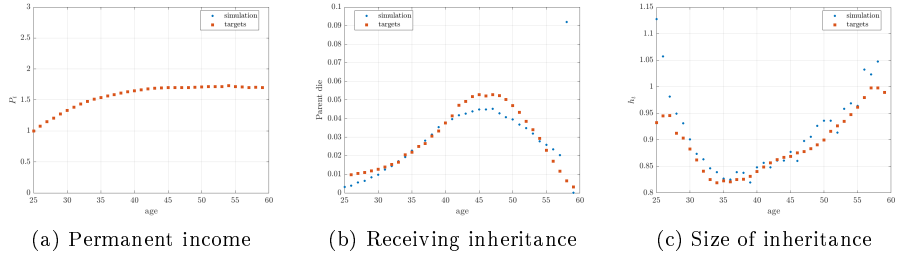 3
2.5
2
1.5
1
0.5
0
P_t
simulation
targets
25 30 35 40 45 50 55 60
age
(a) Permanent income
0.1
0.09
0.08
0.07
0.06
0.05
0.04
0.03
0.02
0.01
0
Parent die
simulation
targets
25 30 35 40 45 50 55 60
age
(b) Receiving inheritance
1.15
1.1
1.05
1
0.95
0.9
0.85
0.8
simulation
targets
25 30 35 40 45 50 55 60
age
(c) Size of inheritance